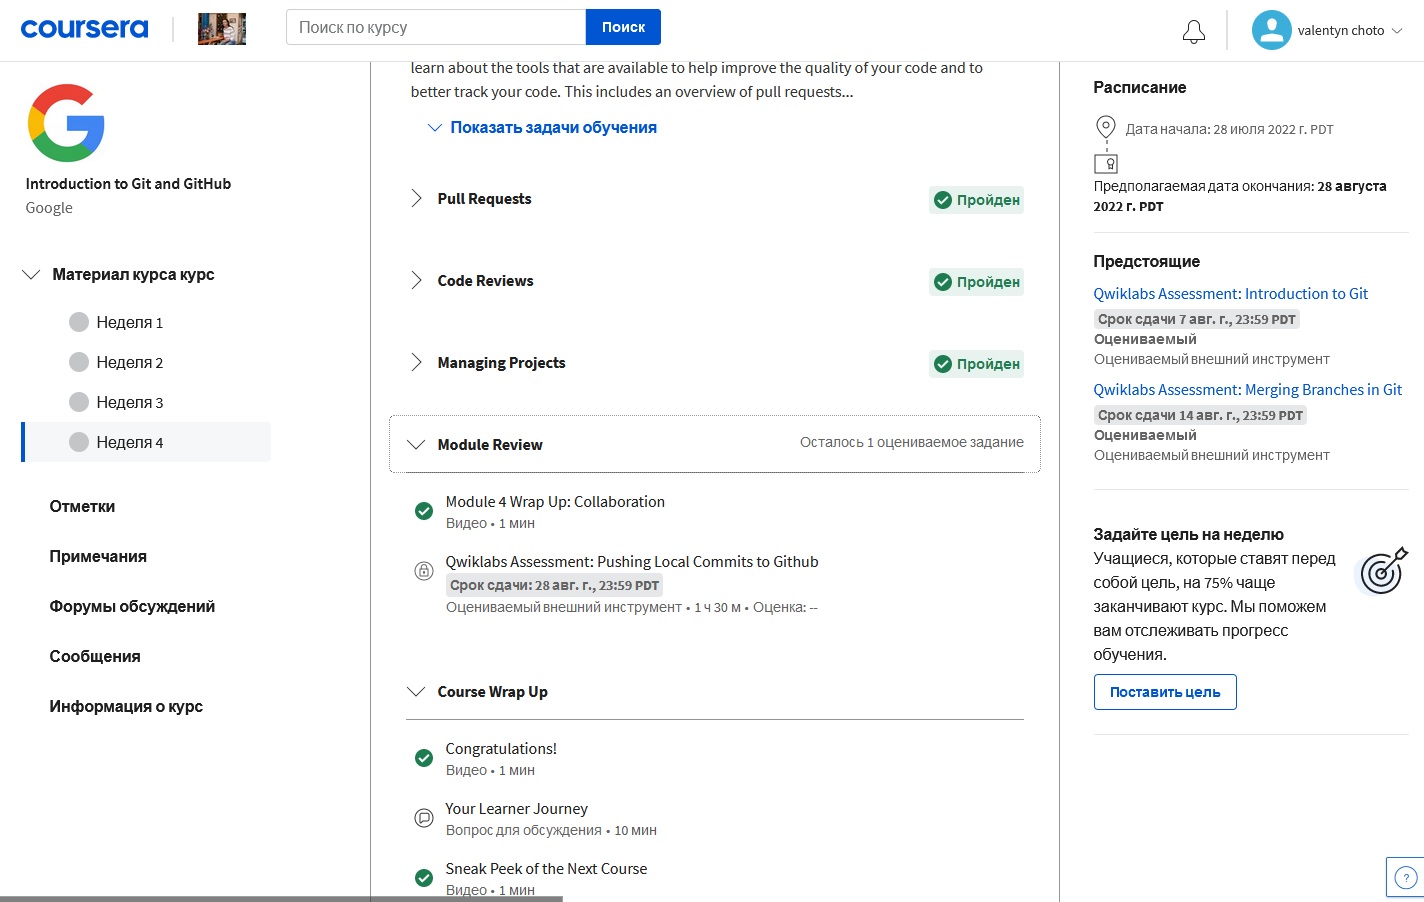 coursera
Поиск по курсу
Поиск
valentyn choto
Introduction to Git and GitHub
Google
Материал курса курс
Неделя 1
Неделя 2
Неделя 3
Неделя 4
Отметки
Примечания
Форумы обсуждений
Сообщения
Информация о курс
learn about the tools that are available to help improve the quality of your code and to
better track your code. This includes an overview of pull requests...
Показать задачи обучения
Pull Requests
Пройден
Code Reviews
Пройден
Managing Projects
Пройден
Module Review
Осталось 1 оцениваемое задание
Module 4 Wrap Up: Collaboration
Видео • 1 мин
Qwiklabs Assessment: Pushing Local Commits to Github
Срок сдачи: 28 авг. г., 23:59 PDT
Оцениваемый внешний инструмент • 1 ч 30 м • Оценка: --
Course Wrap Up
Congratulations!
Видео • 1 мин
Your Learner Journey
Вопрос для обсуждения • 10 мин
Sneak Peek of the Next Course
Видео • 1 мин
Расписание
Дата начала: 28 июля 2022 г. PDT
Предполагаемая дата окончания: 28 августа
2022 г. PDT
Предстоящие
Qwiklabs Assessment: Introduction to Git
Срок сдачи 7 авг. г., 23:59 PDT
Оцениваемый
Оцениваемый внешний инструмент
Qwiklabs Assessment: Merging Branches in Git
Срок сдачи 14 авг. г., 23:59 PDT
Оцениваемый
Оцениваемый внешний инструмент
Задайте цель на неделю
Учащиеся, которые ставят перед
собой цель, на 75% чаще
заканчивают курс. Мы поможем
вам отслеживать прогресс
обучения.
Поставить цель
?